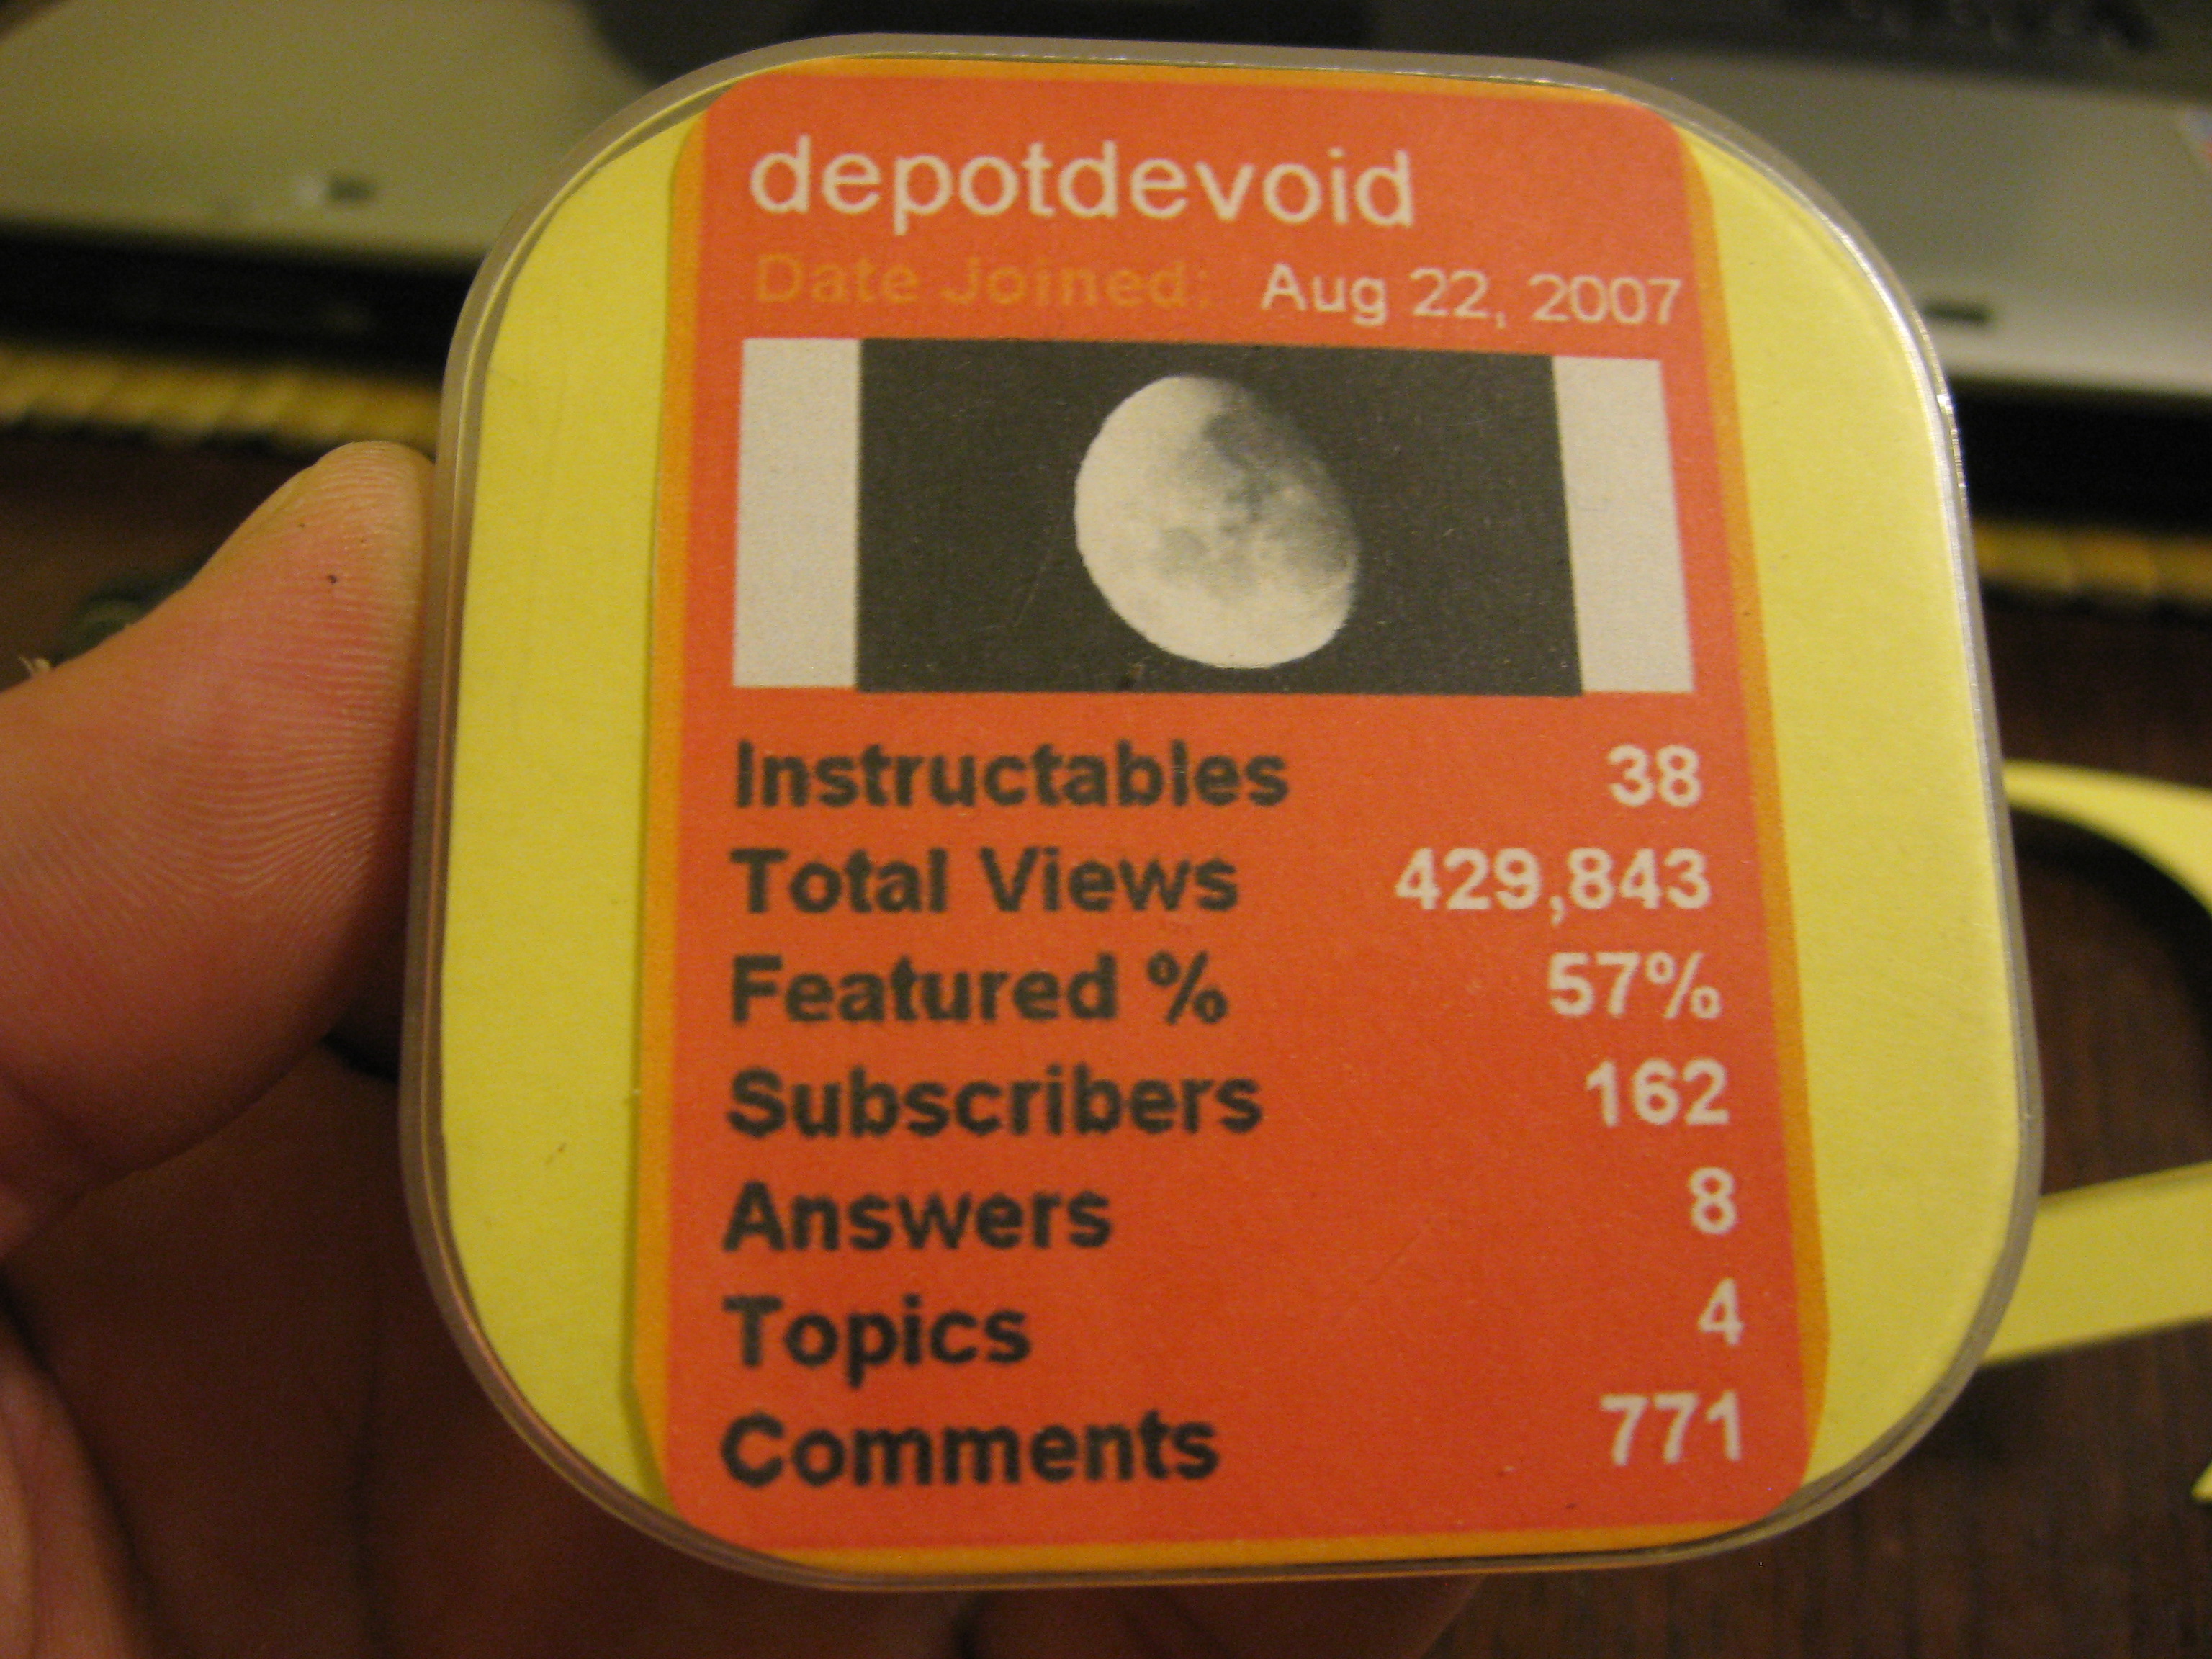 depotdevoid
Date Joined: Aug 22, 2007
Instructables 38
Total Views 429,843
Featured % 57%
Subscribers 162
Answers 8
Topics 4
Comments 771